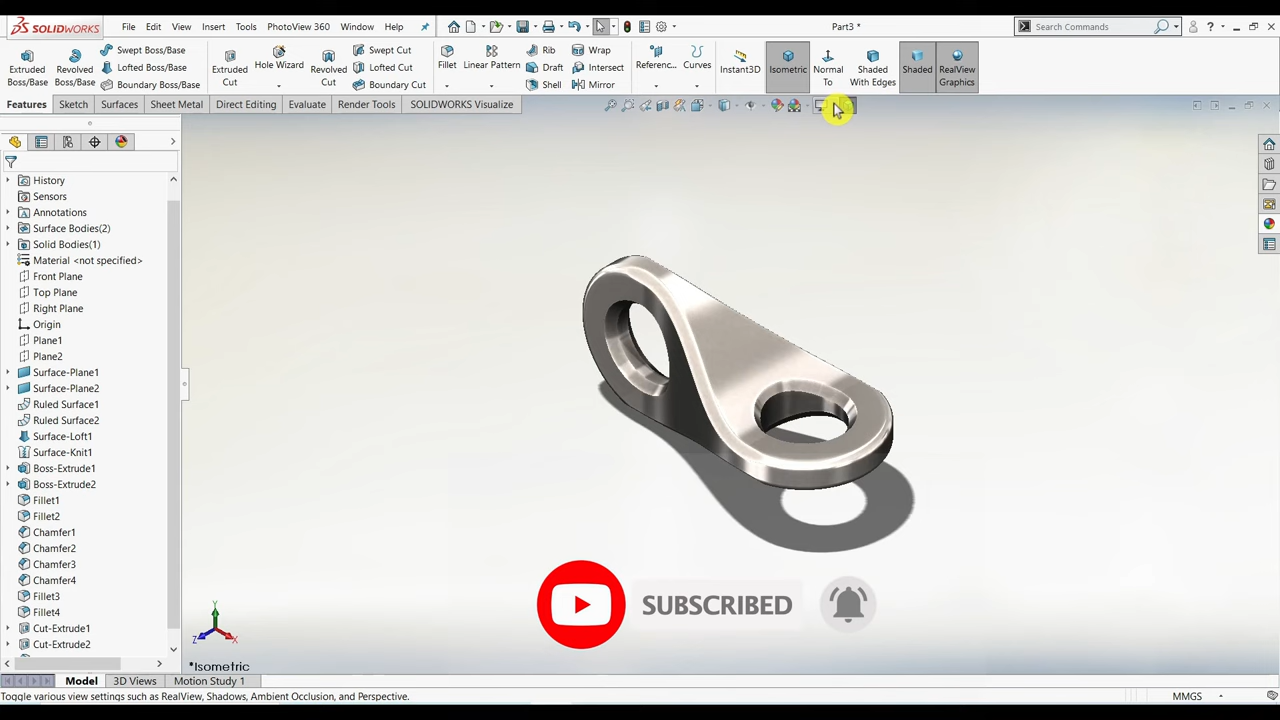 SOLIDWORKS File Edit View Insert Tools PhotoView 360 Window Help Part3 * Search Commands
Extruded Boss/Base
Revolved Boss/Base
Swept Boss/Base
Lofted Boss/Base
Boundary Boss/Base
Extruded Cut
Hole Wizard
Revolved Cut
Swept Cut
Lofted Cut
Boundary Cut
Fillet
Linear Pattern
Rib
Draft
Shell
Wrap
Intersect
Mirror
Referenc...
Curves
Instant3D
Isometric
Normal To
Shaded With Edges
Shaded
RealView Graphics
Features Sketch Surfaces Sheet Metal Direct Editing Evaluate Render Tools SOLIDWORKS Visualize
History
Sensors
Annotations
Surface Bodies(2)
Solid Bodies(1)
Material <not specified>
Front Plane
Top Plane
Right Plane
Origin
Plane1
Plane2
Surface-Plane1
Surface-Plane2
Ruled Surface1
Ruled Surface2
Surface-Loft1
Surface-Knit1
Boss-Extrude1
Boss-Extrude2
Fillet1
Fillet2
Chamfer1
Chamfer2
Chamfer3
Chamfer4
Fillet3
Fillet4
Cut-Extrude1
Cut-Extrude2
SUBSCRIBED
Y
Z
X
*Isometric
Model 3D Views Motion Study 1
Toggle various view settings such as RealView, Shadows, Ambient Occlusion, and Perspective. MMGS